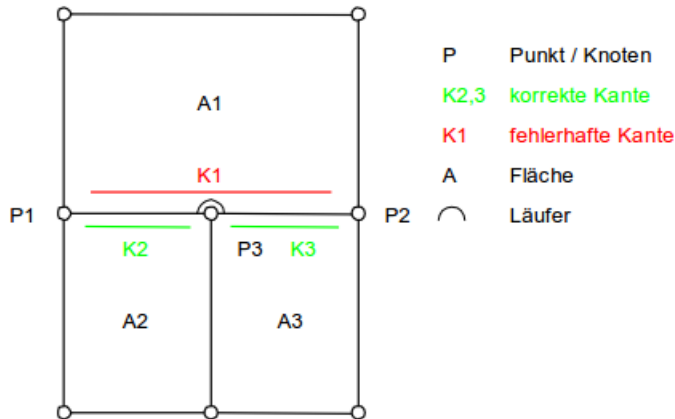 A1
K1
P1
P2
K2
P3
K3
A2
A3
P Punkt / Knoten
K2,3 korrekte Kante
K1 fehlerhafte Kante
A Fläche
Läufer